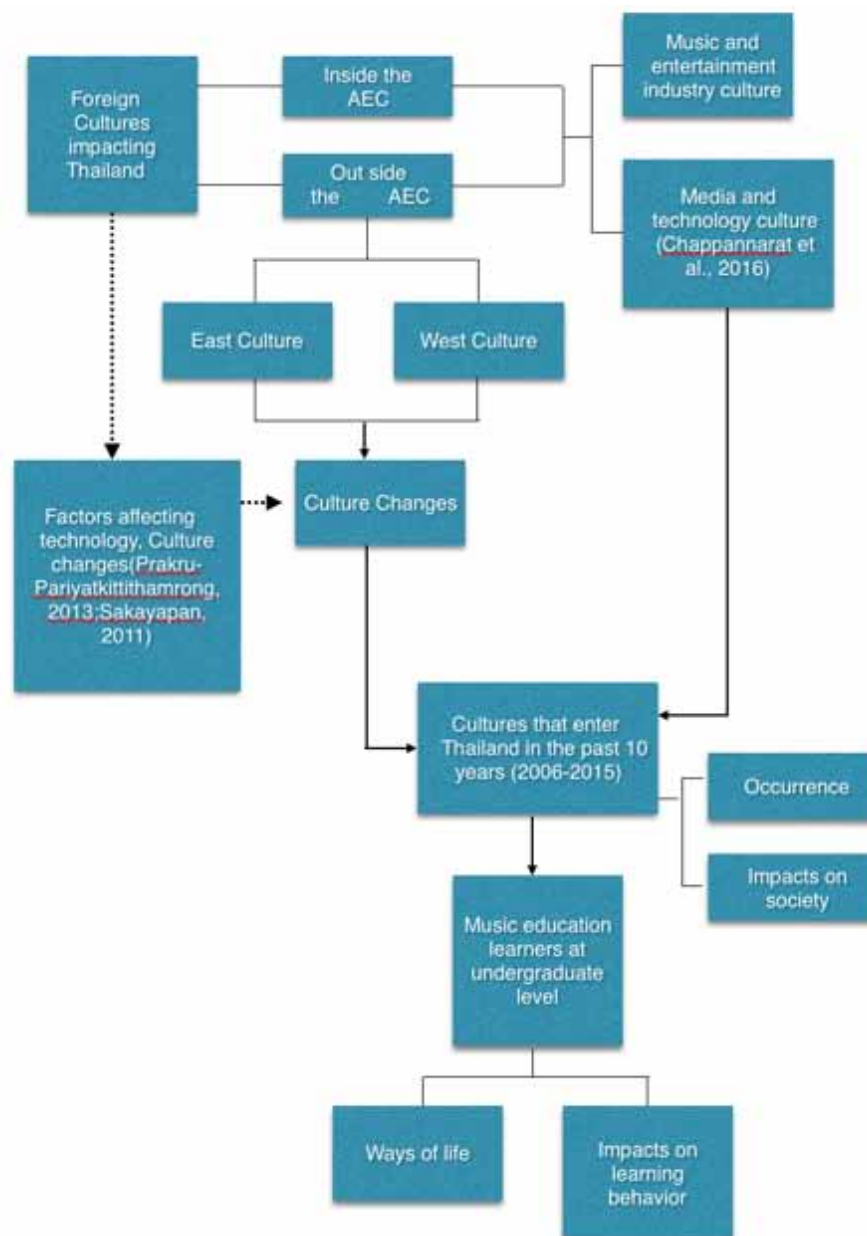 Foreign
Cultures
impacting
Thailand
Inside the
AEC
Out side
the AEC
Music and
entertainment
industry culture
Media and
technology culture
(Chappannarat et
al., 2016)
East Culture
West Culture
Factors affecting
technology, Culture
changes(Prakru-
Pariyatkittithamrong,
2013;Sakayapan,
2011)
Culture Changes
Cultures that enter
Thailand in the past 10
years (2006-2015)
Occurrence
Impacts on
society
Music education
learners at
undergraduate
level
Ways of life
Impacts on
learning
behavior